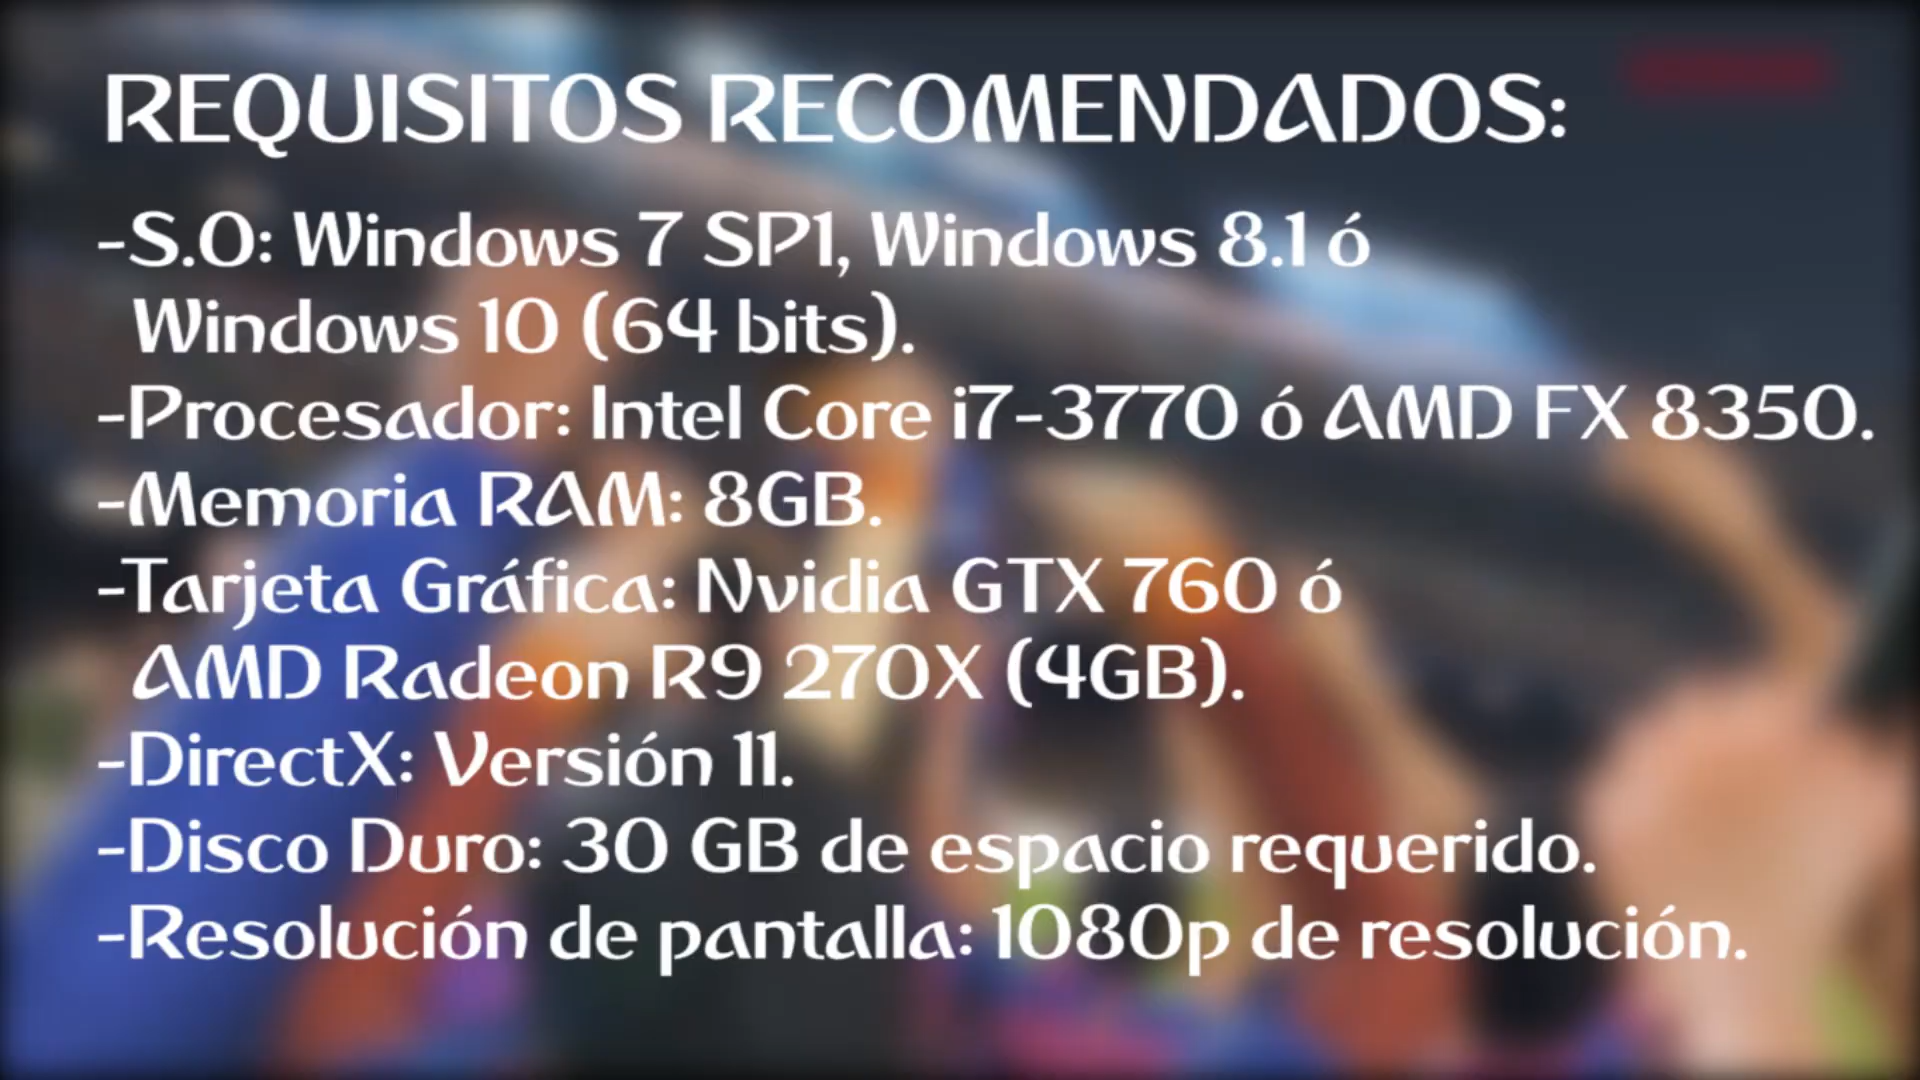 REQUISITOS RECOMENDADOS:
-S.O: Windows 7 SP1, Windows 8.1 ó
Windows 10 (64 bits).
-Procesador: Intel Core i7-3770 ó AMD FX 8350.
-Memoria RAM: 8GB.
-Tarjeta Gráfica: Nvidia GTX 760 ó
AMD Radeon R9 270X (4GB).
-DirectX: Versión 11.
-Disco Duro: 30 GB de espacio requerido.
-Resolución de pantalla: 1080p de resolución.